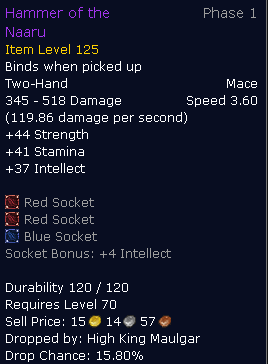 Hammer of the Phase 1
Naaru
Item Level 125
Binds when picked up
Two-Hand Mace
345 - 518 Damage Speed 3.60
(119.86 damage per second)
+44 Strength
+41 Stamina
+37 Intellect
Red Socket
Red Socket
Blue Socket
Socket Bonus: +4 Intellect
Durability 120 / 120
Requires Level 70
Sell Price: 15 14 57
Dropped by: High King Maulgar
Drop Chance: 15.80%